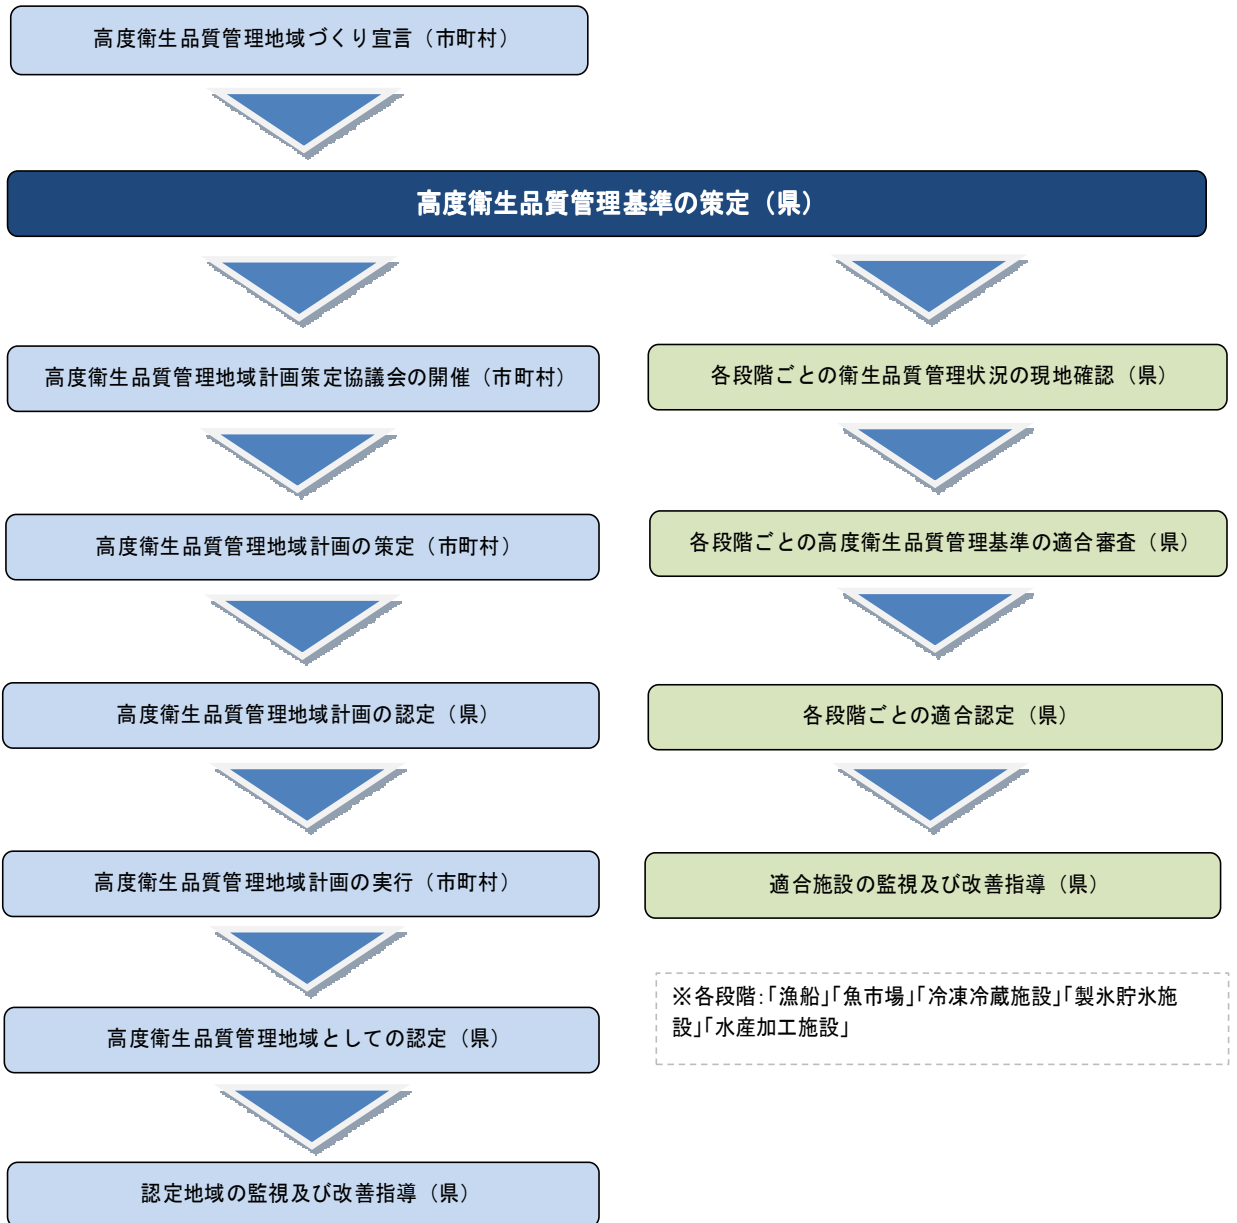 高度衛生品質管理地域づくり宣言（市町村）
高度衛生品質管理基準の策定（県）
高度衛生品質管理地域計画策定協議会の開催（市町村）
高度衛生品質管理地域計画の策定（市町村）
高度衛生品質管理地域計画の認定（県）
高度衛生品質管理地域計画の実行（市町村）
高度衛生品質管理地域としての認定（県）
認定地域の監視及び改善指導（県）
各段階ごとの衛生品質管理状況の現地確認（県）
各段階ごとの高度衛生品質管理基準の適合審査（県）
各段階ごとの適合認定（県）
適合施設の監視及び改善指導（県）
※各段階：「漁船」「魚市場」「冷凍冷蔵施設」「製氷貯氷施
設」「水産加工施設」